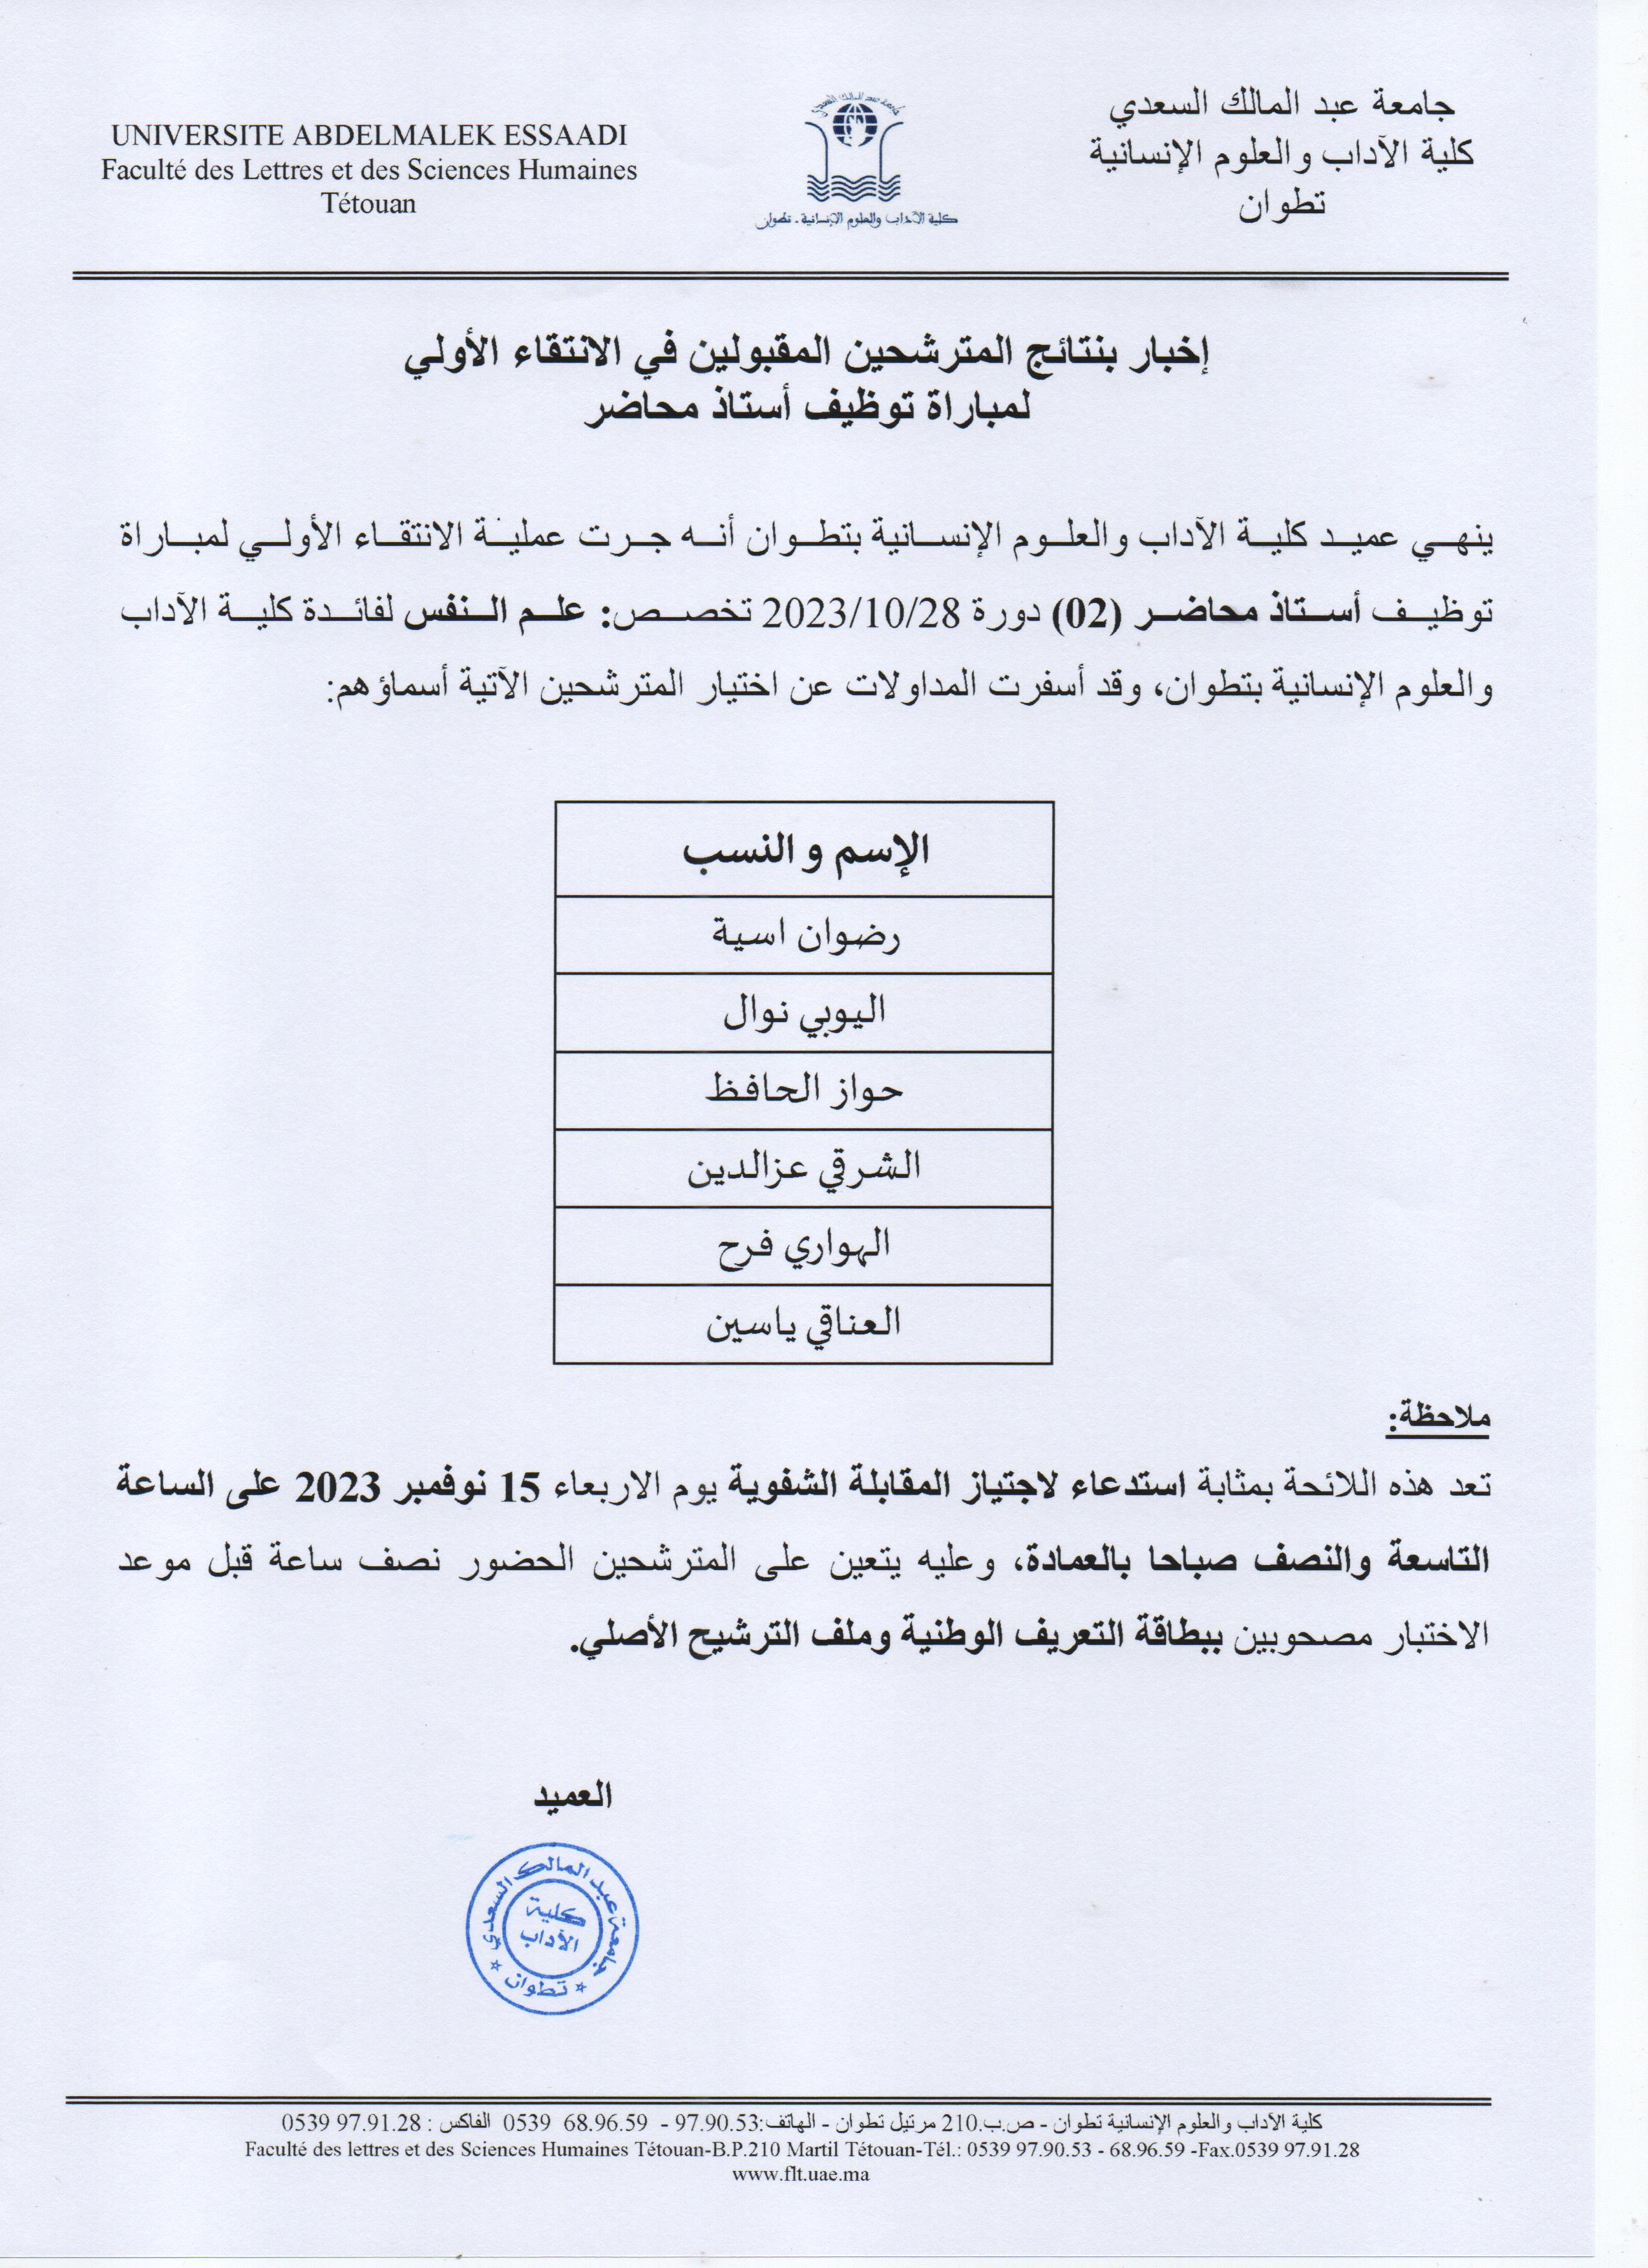 جامعة عبد المالك السعدي
كلية الآداب والعلوم الإنسانية
تطوان
UNIVERSITE ABDELMALEK ESSAADI
Faculté des Lettres et des Sciences Humaines
Tétouan
كلية الآداب والعلوم الإنسانية - تطوان
إخبار بنتائج المترشحين المقبولين في الانتقاء الأولي
لمباراة توظيف أستاذ محاضر
ينهي عميد كلية الآداب والعلوم الإنسانية بتطوان أنه جرت عملية الانتقاء الأولي لمباراة
توظيف أستاذ محاضر (02) دورة 2023/10/28 تخصص: علم النفس لفائدة كلية الآداب
والعلوم الإنسانية بتطوان، وقد أسفرت المداولات عن اختيار المترشحين الآتية أسماؤهم:
الإسم و النسب
رضوان اسية
اليوبي نوال
حواز الحافظ
الشرقي عزالدين
الهواري فرح
العناقي ياسين
ملاحظة:
تعد هذه اللائحة بمثابة استدعاء لاجتياز المقابلة الشفوية يوم الاربعاء 15 نوفمبر 2023 على الساعة
التاسعة والنصف صباحا بالعمادة، وعليه يتعين على المترشحين الحضور نصف ساعة قبل موعد
الاختبار مصحوبين ببطاقة التعريف الوطنية وملف الترشيح الأصلي.
العميد
جامعة عبد المالك السعدي
كلية
الآداب
* تطوان *
كلية الآداب والعلوم الإنسانية تطوان - ص.ب.210 مرتيل تطوان - الهاتف:97.90.53 - 68.96.59 0539 الفاكس : 0539 97.91.28
Faculté des lettres et des Sciences Humaines Tétouan-B.P.210 Martil Tétouan-Tél.: 0539 97.90.53 - 68.96.59 -Fax.0539 97.91.28
www.flt.uae.ma